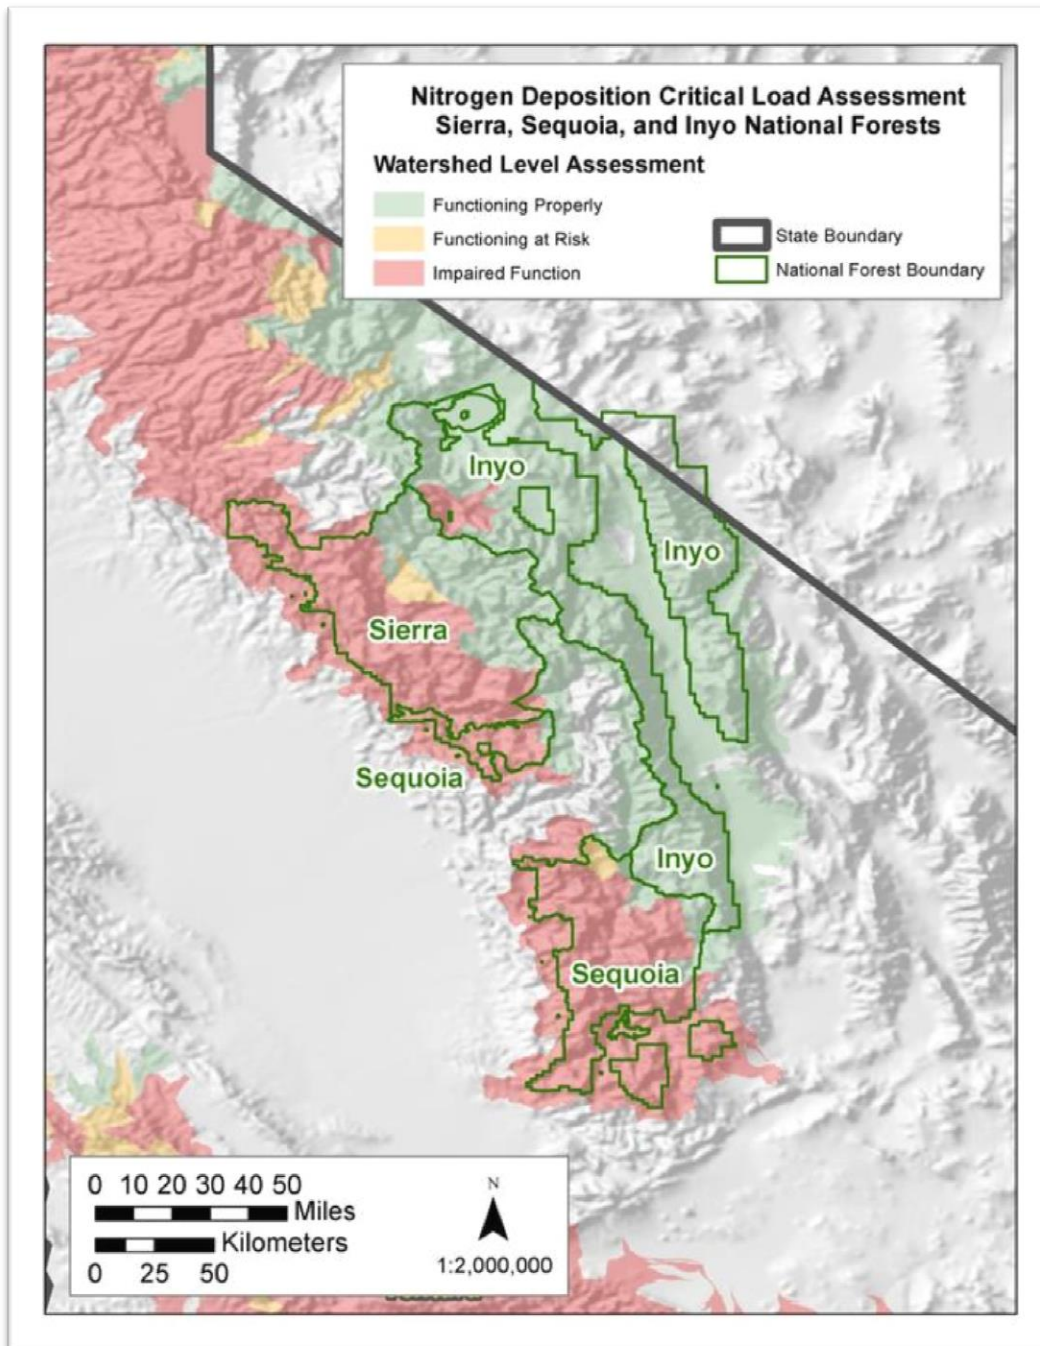 Nitrogen Deposition Critical Load Assessment
Sierra, Sequoia, and Inyo National Forests
Watershed Level Assessment
Functioning Properly
Functioning at Risk
Impaired Function
State Boundary
National Forest Boundary
Inyo
Inyo
Sierra
Sequoia
Inyo
Sequoia
0 10 20 30 40 50
Miles
Kilometers
0 25 50
N
1:2,000,000